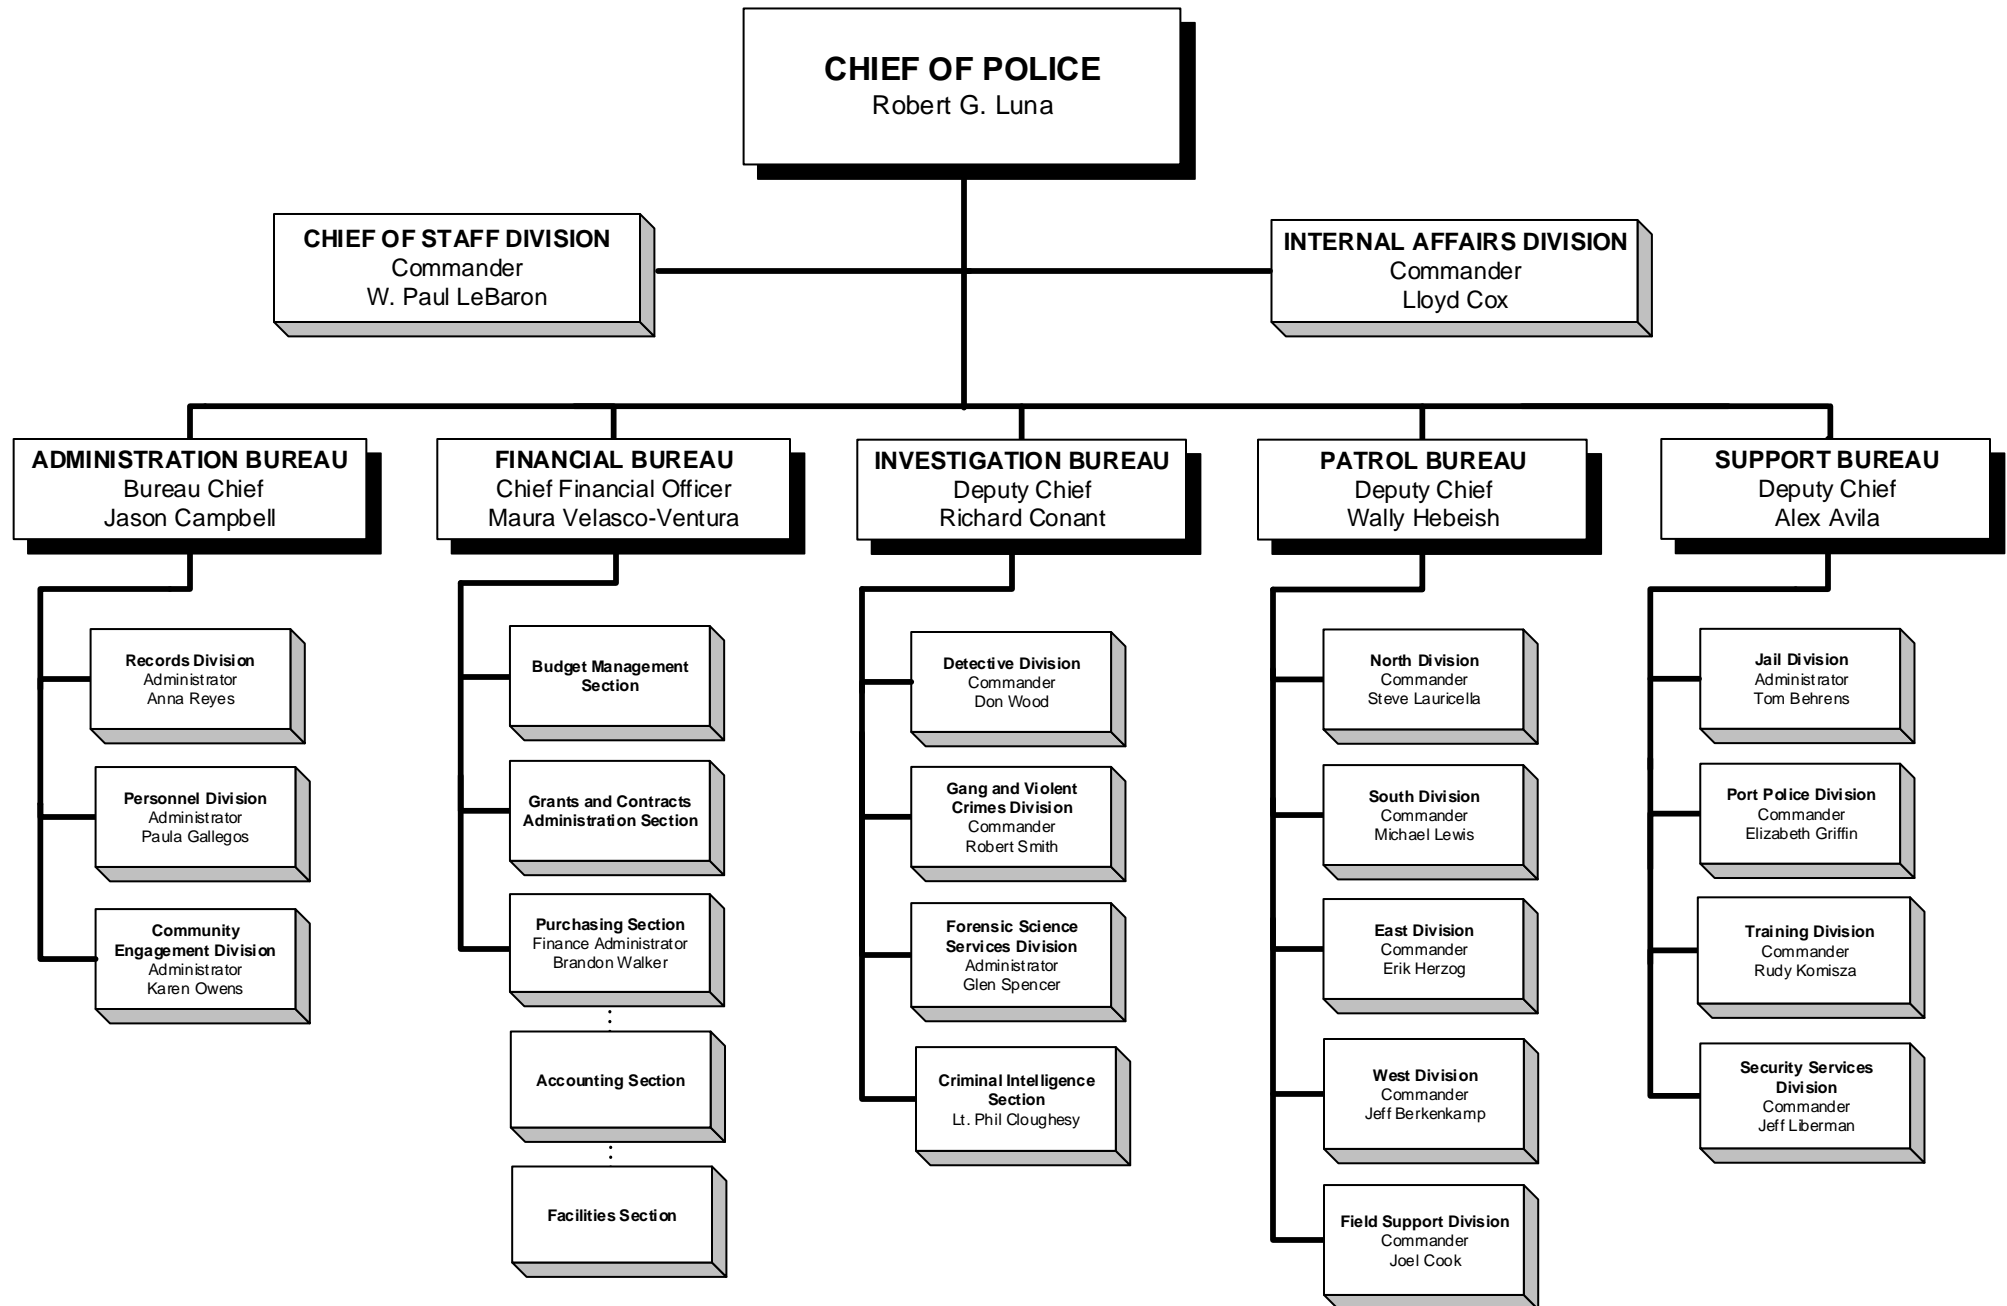 CHIEF OF POLICE
Robert G. Luna
CHIEF OF STAFF DIVISION
Commander
W. Paul LeBaron
INTERNAL AFFAIRS DIVISION
Commander
Lloyd Cox
ADMINISTRATION BUREAU
Bureau Chief
Jason Campbell
Records Division
Administrator
Anna Reyes
Personnel Division
Administrator
Paula Gallegos
Community
Engagement Division
Administrator
Karen Owens
FINANCIAL BUREAU
Chief Financial Officer
Maura Velasco-Ventura
Budget Management
Section
Grants and Contracts
Administration Section
Purchasing Section
Finance Administrator
Brandon Walker
Accounting Section
Facilities Section
INVESTIGATION BUREAU
Deputy Chief
Richard Conant
Detective Division
Commander
Don Wood
Gang and Violent
Crimes Division
Commander
Robert Smith
Forensic Science
Services Division
Administrator
Glen Spencer
Criminal Intelligence
Section
Lt. Phil Cloughesy
PATROL BUREAU
Deputy Chief
Wally Hebeish
North Division
Commander
Steve Lauricella
South Division
Commander
Michael Lewis
East Division
Commander
Erik Herzog
West Division
Commander
Jeff Berkenkamp
Field Support Division
Commander
Joel Cook
SUPPORT BUREAU
Deputy Chief
Alex Avila
Jail Division
Administrator
Tom Behrens
Port Police Division
Commander
Elizabeth Griffin
Training Division
Commander
Rudy Komisza
Security Services
Division
Commander
Jeff Liberman